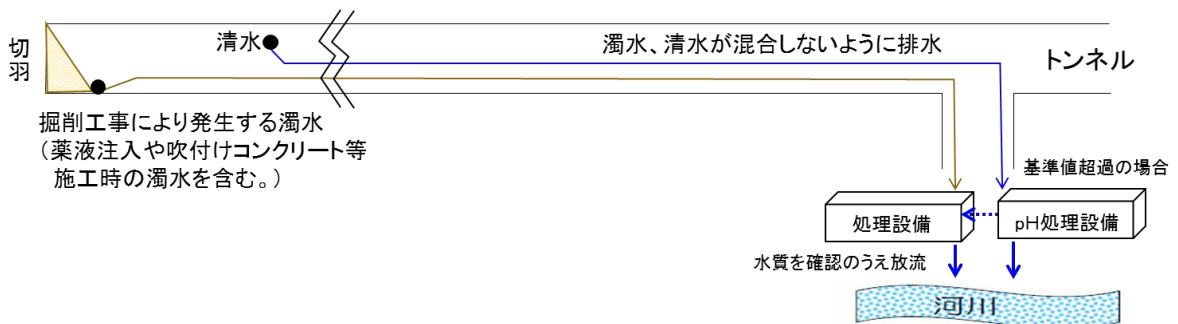 切羽
清水
濁水、清水が混合しないように排水
トンネル
掘削工事により発生する濁水
（薬液注入や吹付けコンクリート等
施工時の濁水を含む。）
基準値超過の場合
処理設備
pH処理設備
水質を確認のうえ放流
河川